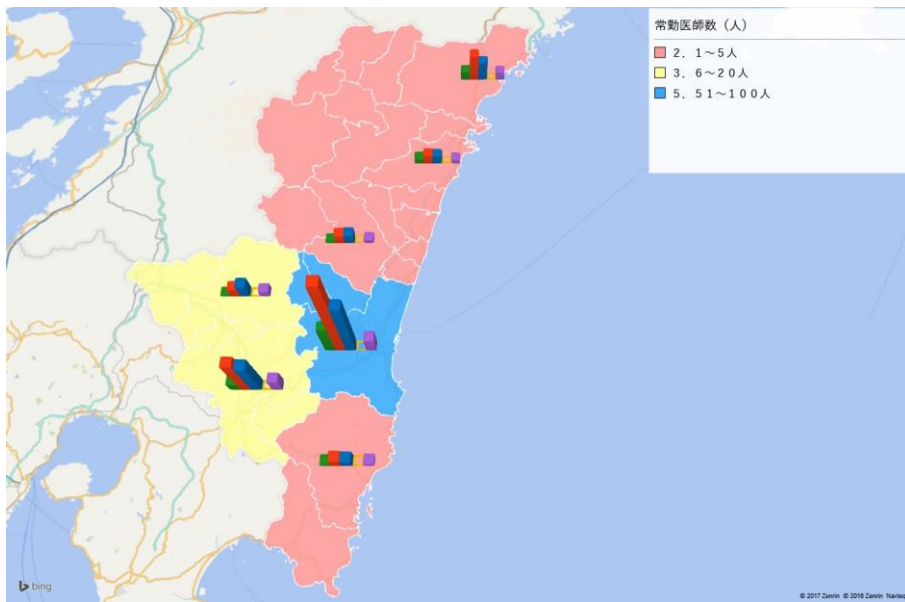 常勤医師数（人）
２．１～５人
３．６～２０人
５．５１～１００人
bing
© 2017 Zenrin © 2016 Zenrin Navteq